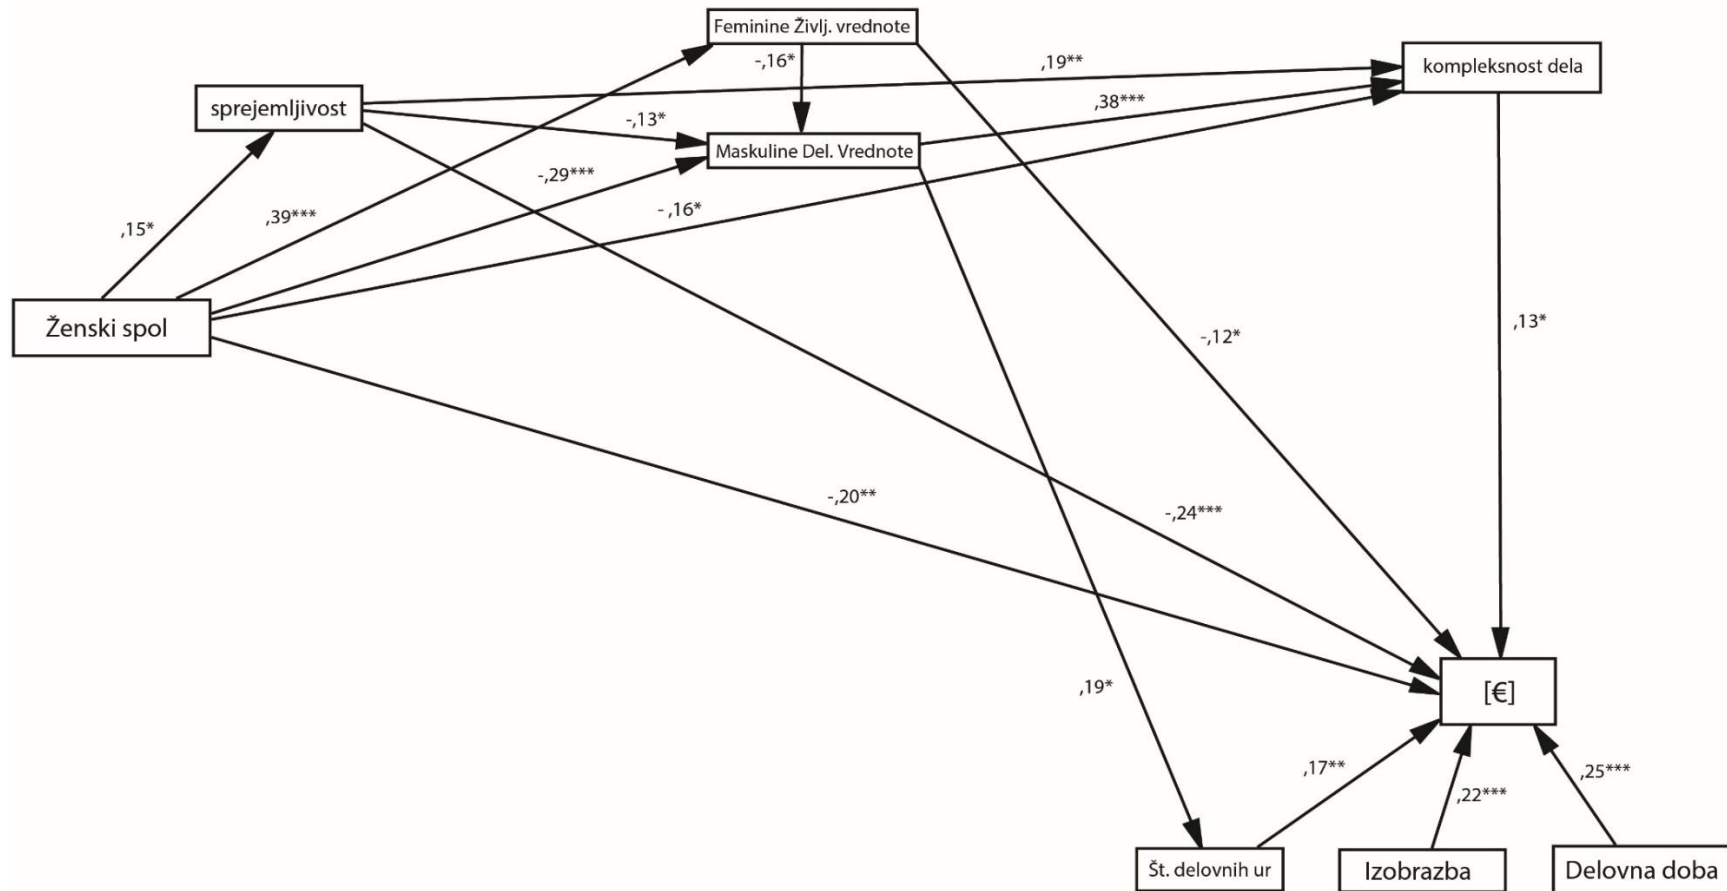 Feminine Življ. vrednote
-,16*
,19**
kompleksnost dela
sprejemljivost
,38***
-,13*
Maskuline Del. Vrednote
-,29***
,39***
- ,16*
,15*
Ženski spol
-,12*
,13*
-,20**
-,24***
,19*
[€]
,17**
,25***
,22***
Št. delovnih ur
Izobrazba
Delovna doba